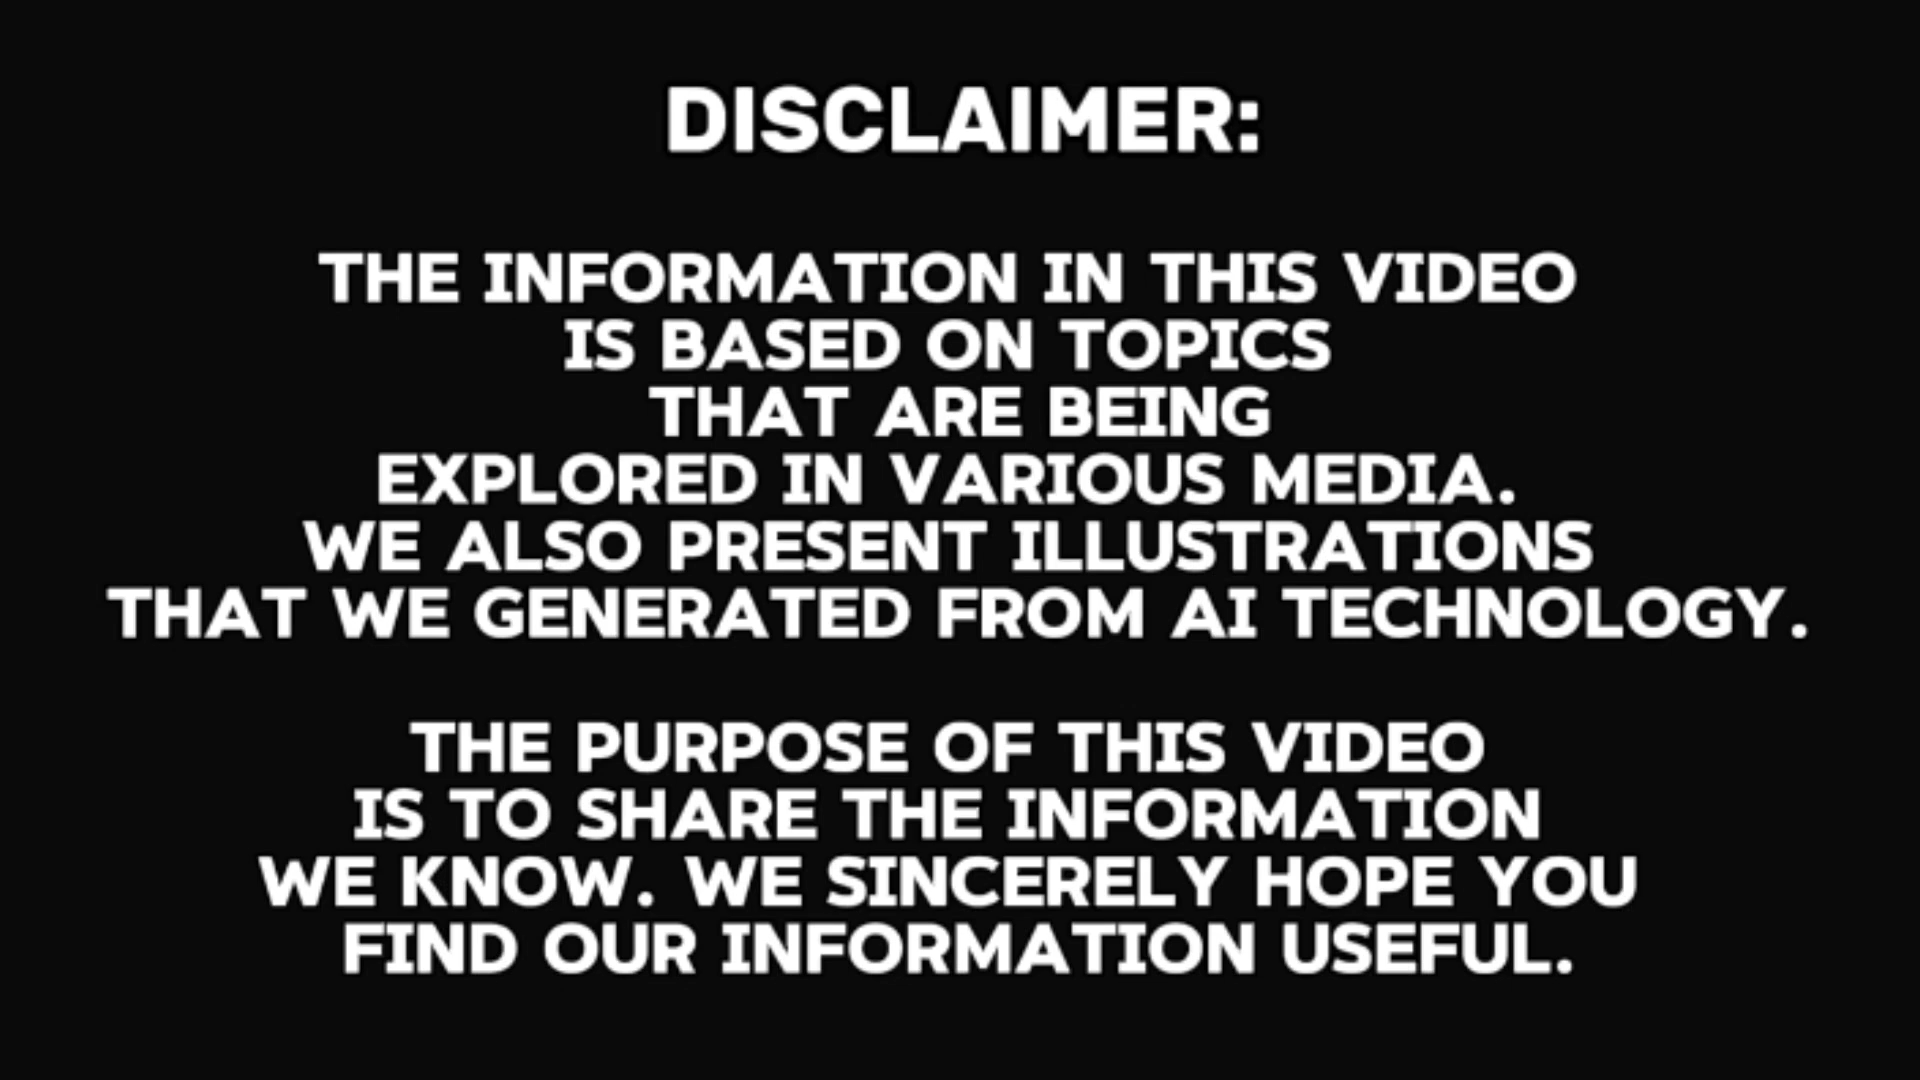 DISCLAIMER:
THE INFORMATION IN THIS VIDEO
IS BASED ON TOPICS
THAT ARE BEING
EXPLORED IN VARIOUS MEDIA.
WE ALSO PRESENT ILLUSTRATIONS
THAT WE GENERATED FROM AI TECHNOLOGY.
THE PURPOSE OF THIS VIDEO
IS TO SHARE THE INFORMATION
WE KNOW. WE SINCERELY HOPE YOU
FIND OUR INFORMATION USEFUL.